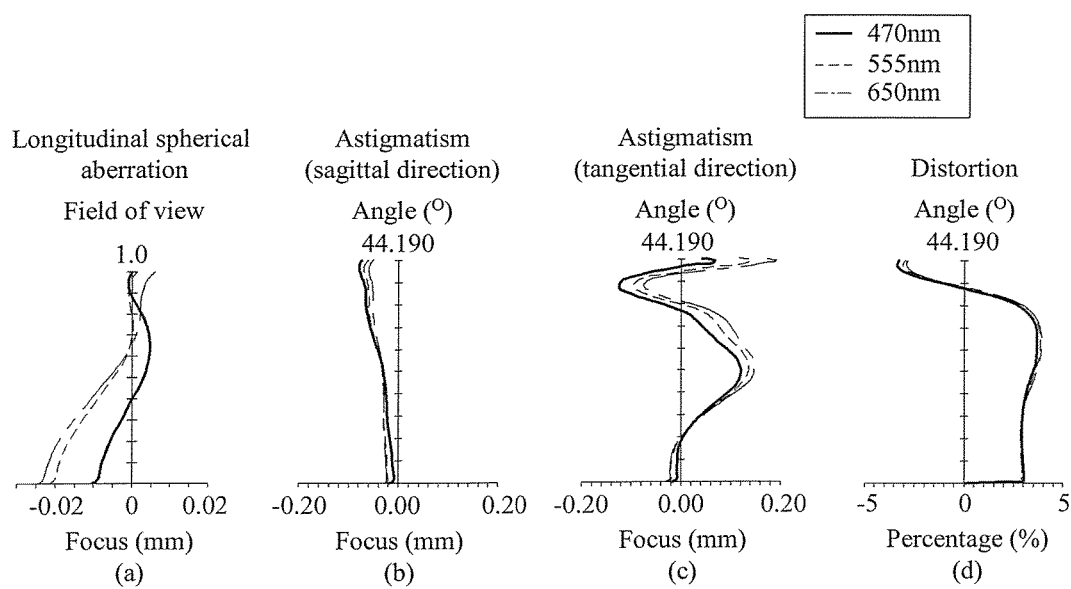 470nm
555nm
650nm
Longitudinal spherical
aberration
Field of view
1.0
-0.02 0 0.02
Focus (mm)
(a)
Astigmatism
(sagittal direction)
Angle (O)
44.190
-0.20 0.00 0.20
Focus (mm)
(b)
Astigmatism
(tangential direction)
Angle (O)
44.190
-0.20 0.00 0.20
Focus (mm)
(c)
Distortion
Angle (O)
44.190
-5 0 5
Percentage (%)
(d)